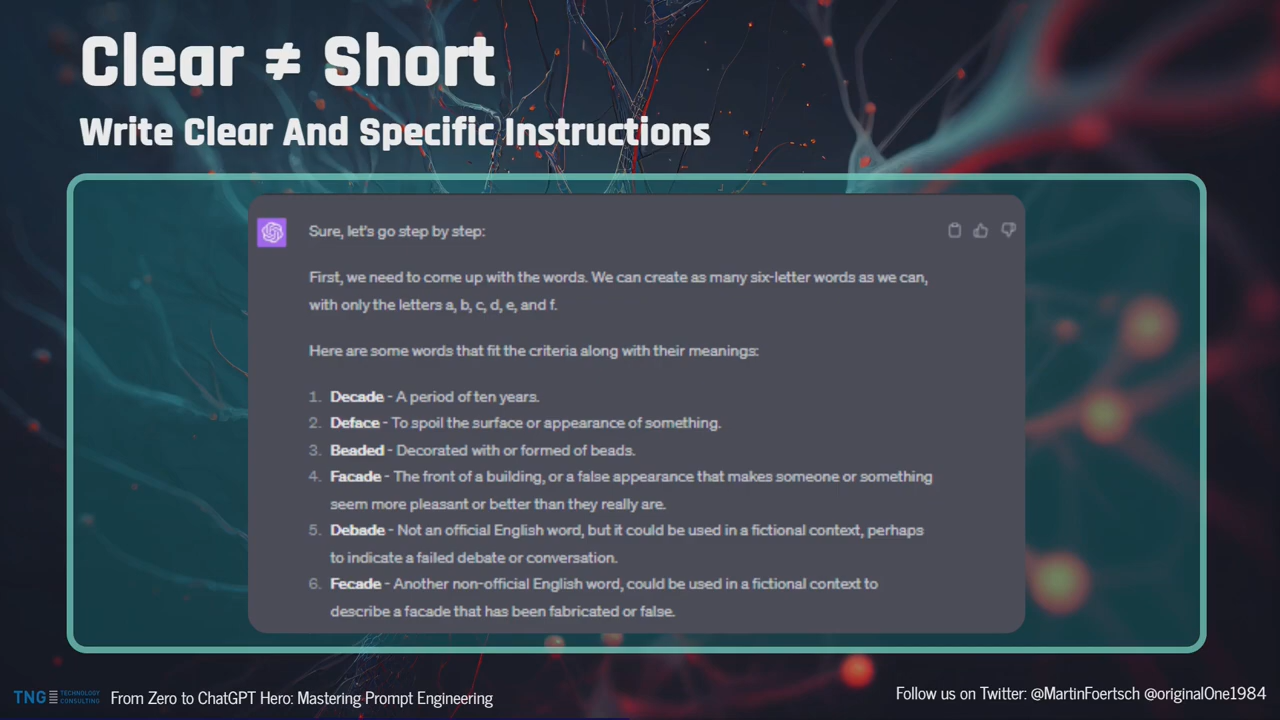 Clear ≠ Short
Write Clear And Specific Instructions
Sure, let's go step by step:
First, we need to come up with the words. We can create as many six-letter words as we can,
with only the letters a, b, c, d, e, and f.
Here are some words that fit the criteria along with their meanings:
1. Decade - A period of ten years.
2. Deface - To spoil the surface or appearance of something.
3. Beaded - Decorated with or formed of beads.
4. Facade - The front of a building, or a false appearance that makes someone or something
seem more pleasant or better than they really are.
5. Debade - Not an official English word, but it could be used in a fictional context, perhaps
to indicate a failed debate or conversation.
6. Fecade - Another non-official English word, could be used in a fictional context to
describe a facade that has been fabricated or false.
TNG TECHNOLOGY
CONSULTING
From Zero to ChatGPT Hero: Mastering Prompt Engineering
Follow us on Twitter: @MartinFoertsch @originalOne1984